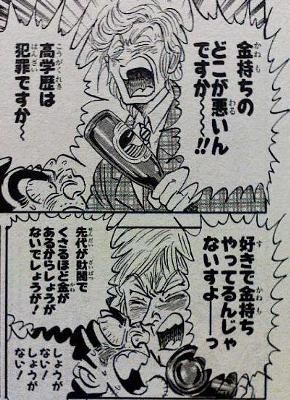 金持ちの
どこが悪いん
ですか〜!!
高学歴は
犯罪ですか〜
好きで金持ち
やってるんじゃ
ないすよーっ
先代が財閥で
くさるほど金が
あるからしょうが
ないでしょうが!
しょうが
ない!
しょうが
ない!